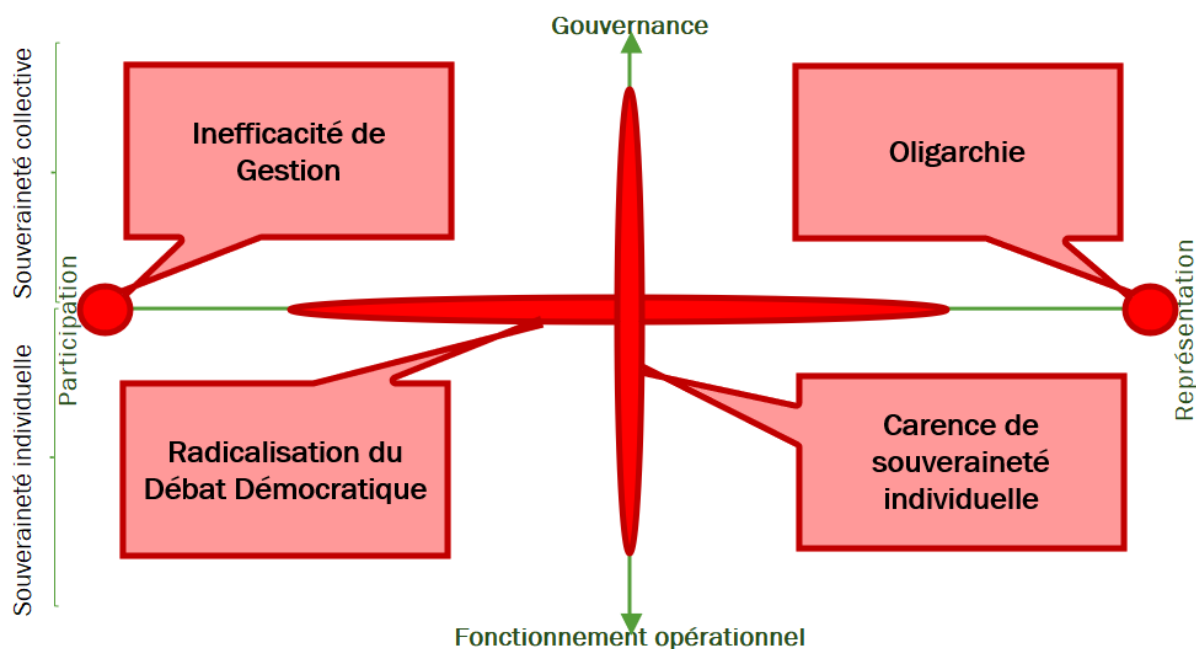 Gouvernance
Souveraineté collective
Inefficacité de
Gestion
Oligarchie
Participation
Représentation
Souveraineté individuelle
Radicalisation du
Débat Démocratique
Carence de
souveraineté
individuelle
Fonctionnement opérationnel